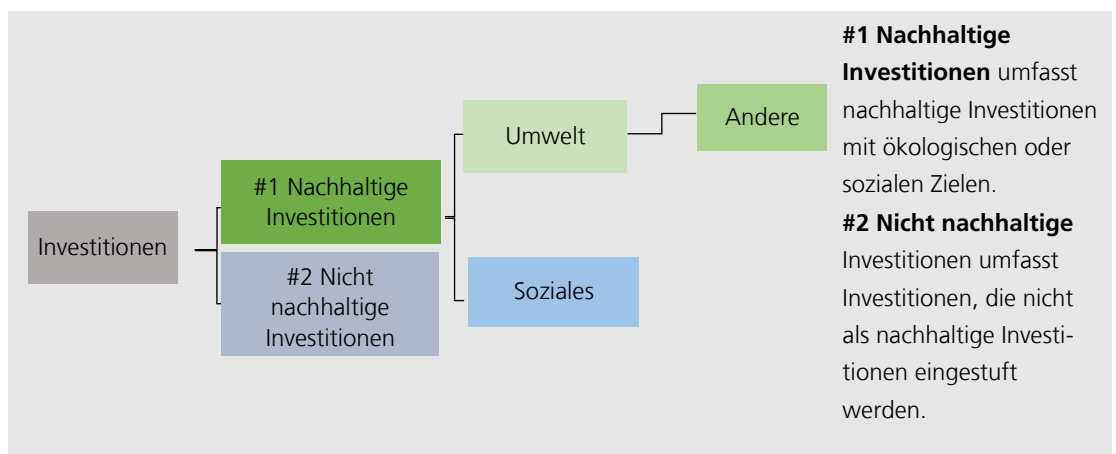 Investitionen
#1 Nachhaltige
Investitionen
#2 Nicht
nachhaltige
Investitionen
Umwelt
Soziales
Andere
#1 Nachhaltige
Investitionen umfasst
nachhaltige Investitionen
mit ökologischen oder
sozialen Zielen.
#2 Nicht nachhaltige
Investitionen umfasst
Investitionen, die nicht
als nachhaltige Investi-
tionen eingestuft
werden.